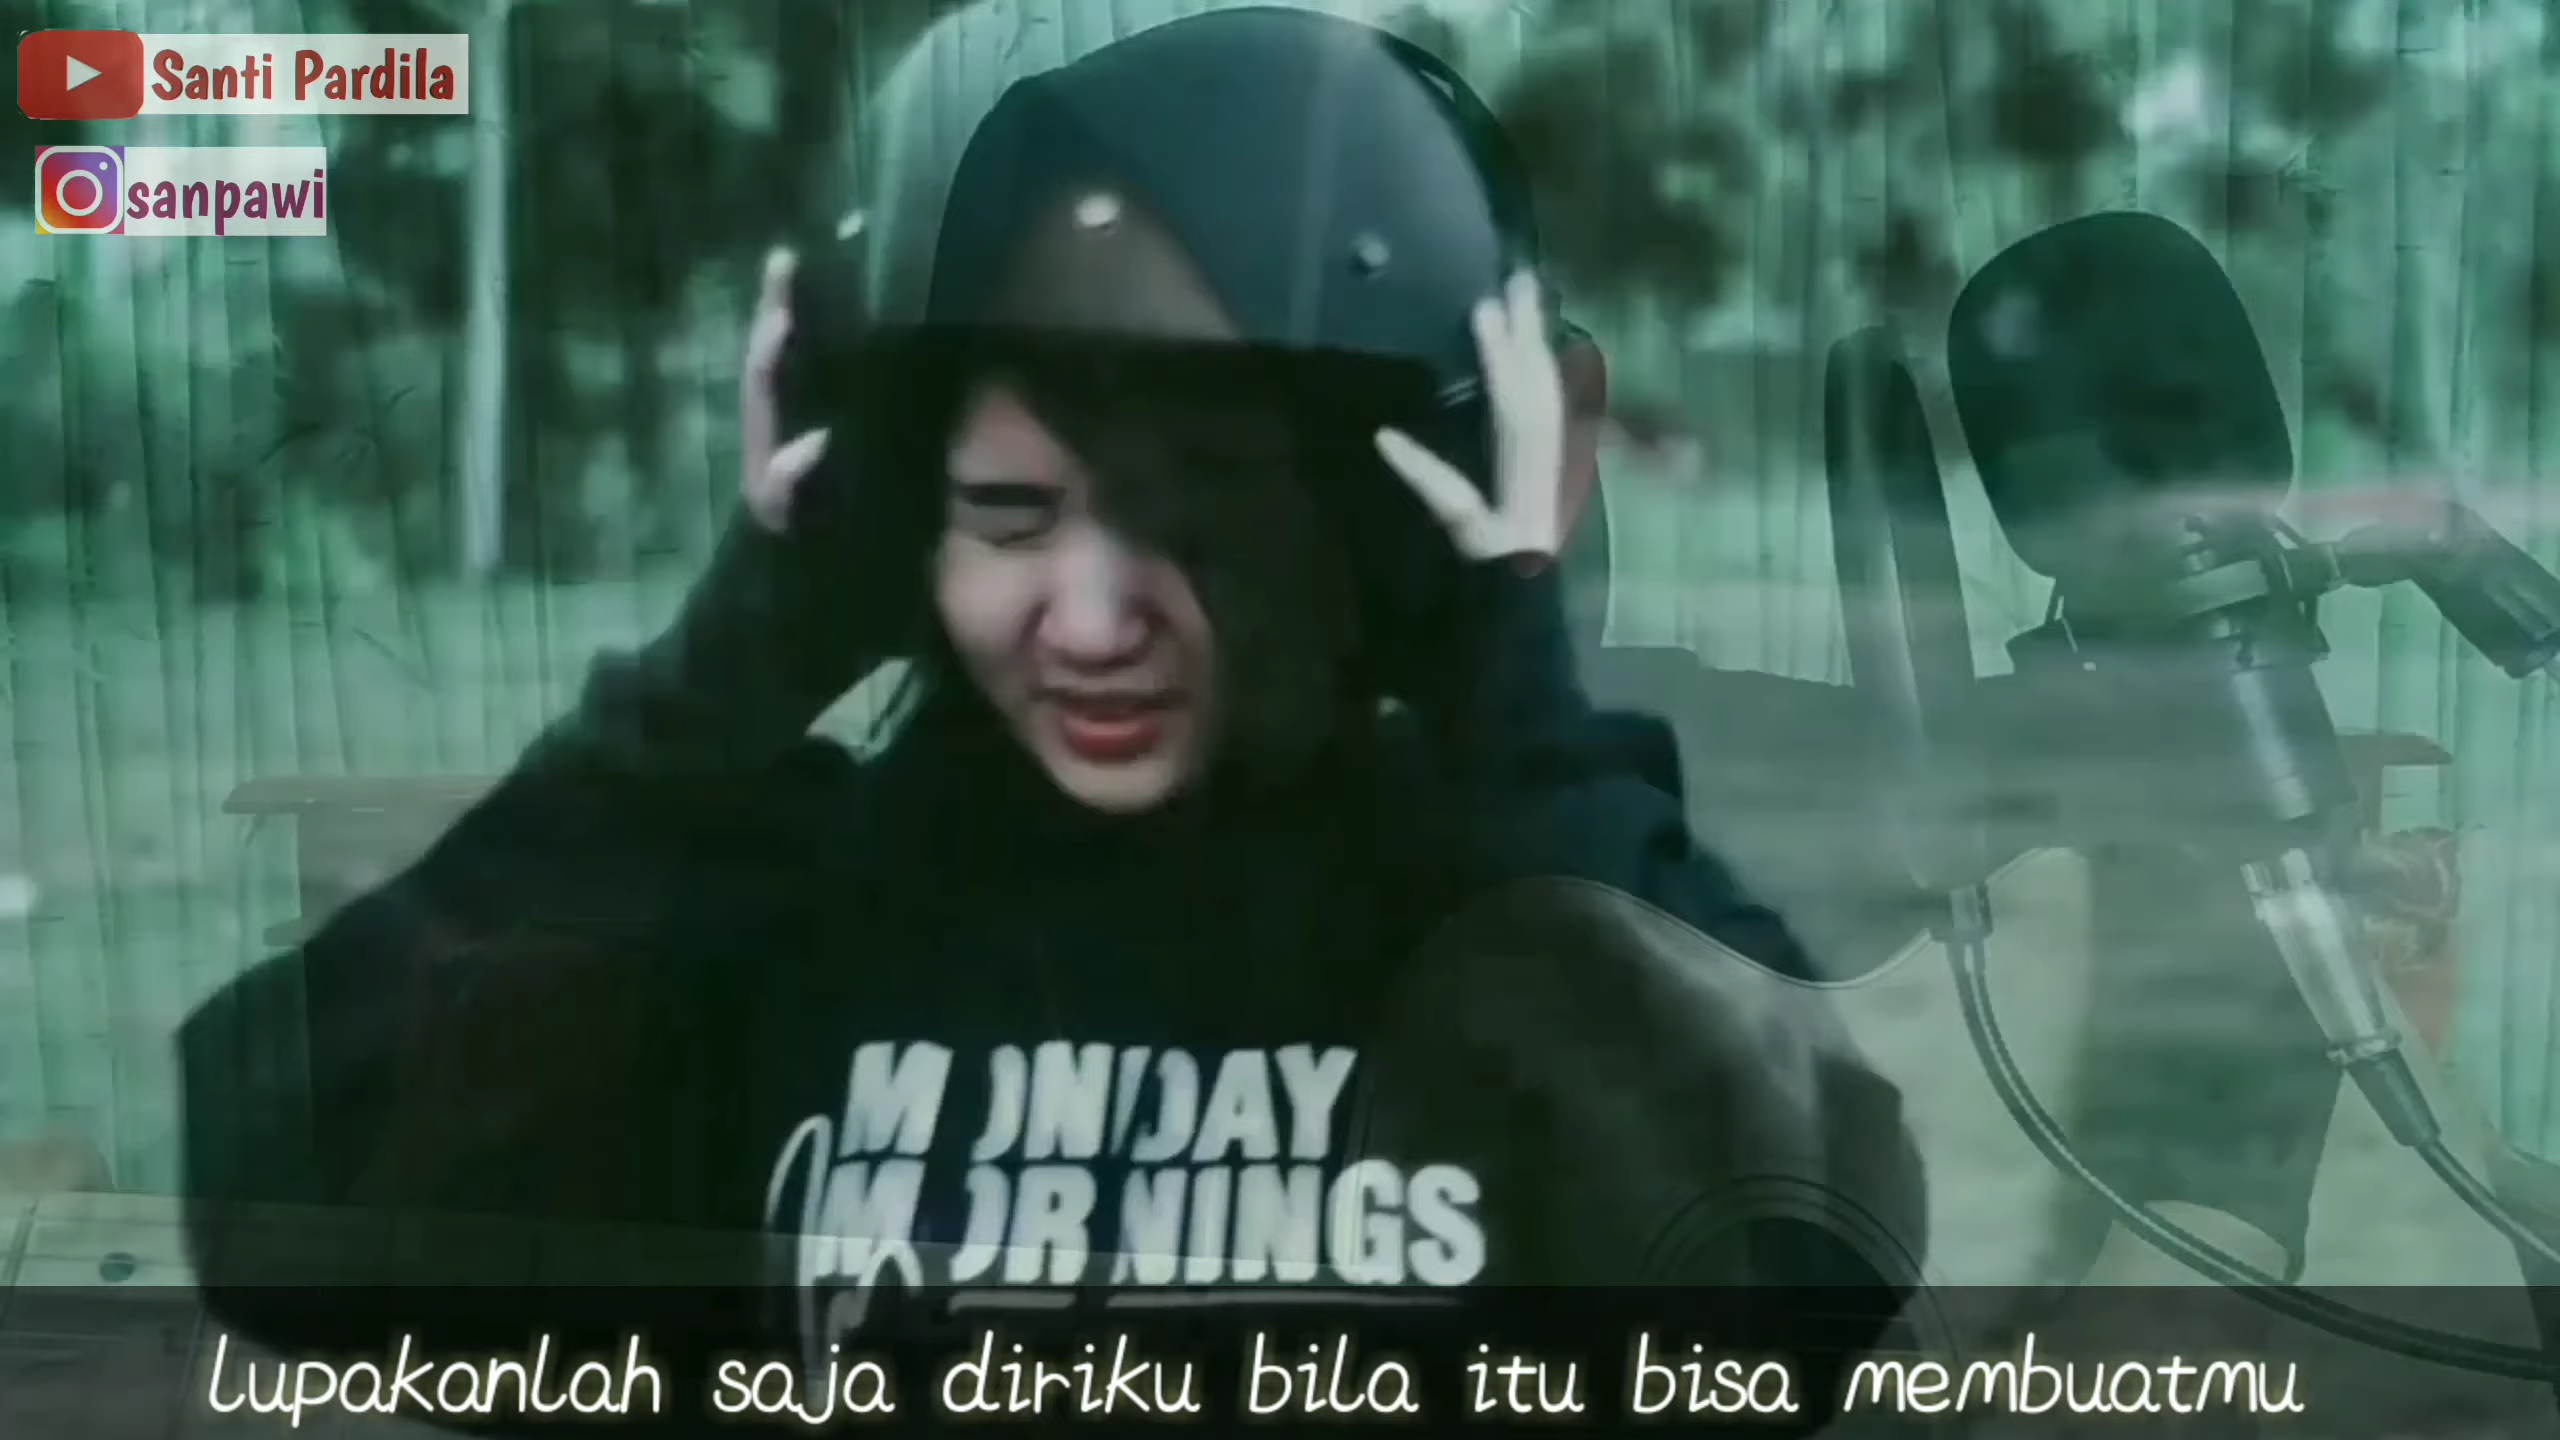 Santi Pardila
sanpawi
MONDAY
MORNINGS
lupakanlah saja diriku bila itu bisa membuatmu